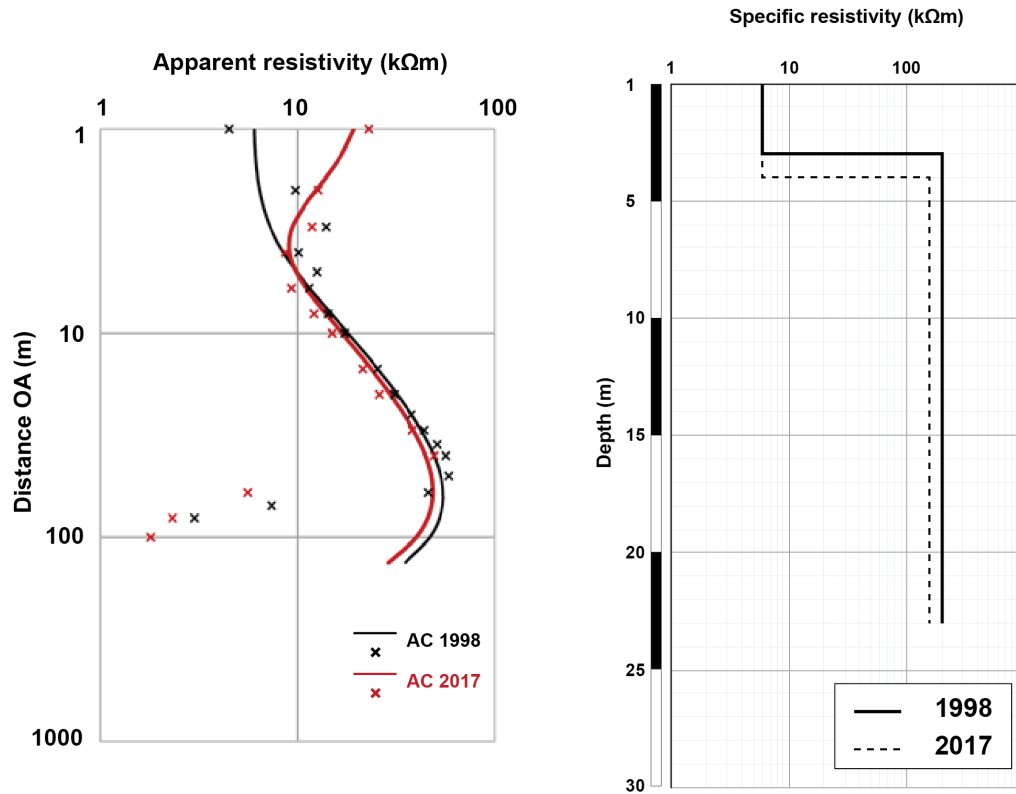 Apparent resistivity (kΩm)
1 10 100
1
10
100
1000
Distance OA (m)
AC 1998
AC 2017
Specific resistivity (kΩm)
1 10 100
1
5
10
15
20
25
30
Depth (m)
1998
2017